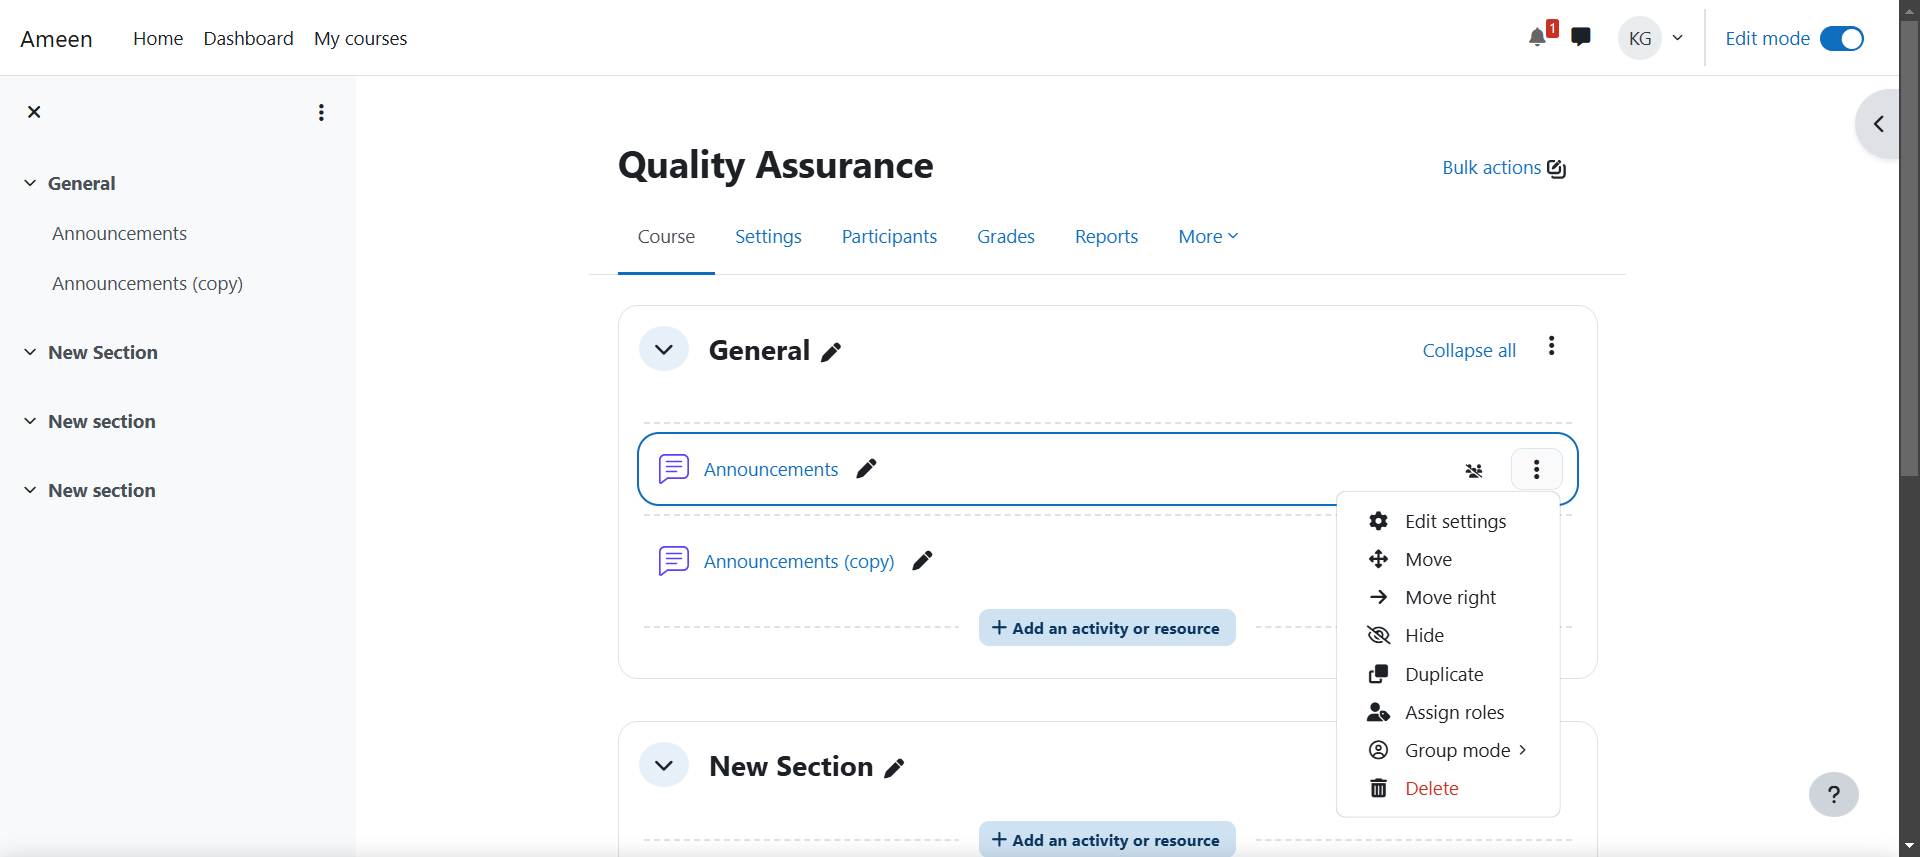 Ameen
Home
Dashboard
My courses
1
KG
Edit mode
General
Announcements
Announcements (copy)
New Section
New section
New section
Quality Assurance
Bulk actions
Course
Settings
Participants
Grades
Reports
More
General
Collapse all
Announcements
Announcements (copy)
+ Add an activity or resource
Edit settings
Move
Move right
Hide
Duplicate
Assign roles
Group mode
Delete
New Section
+ Add an activity or resource
?